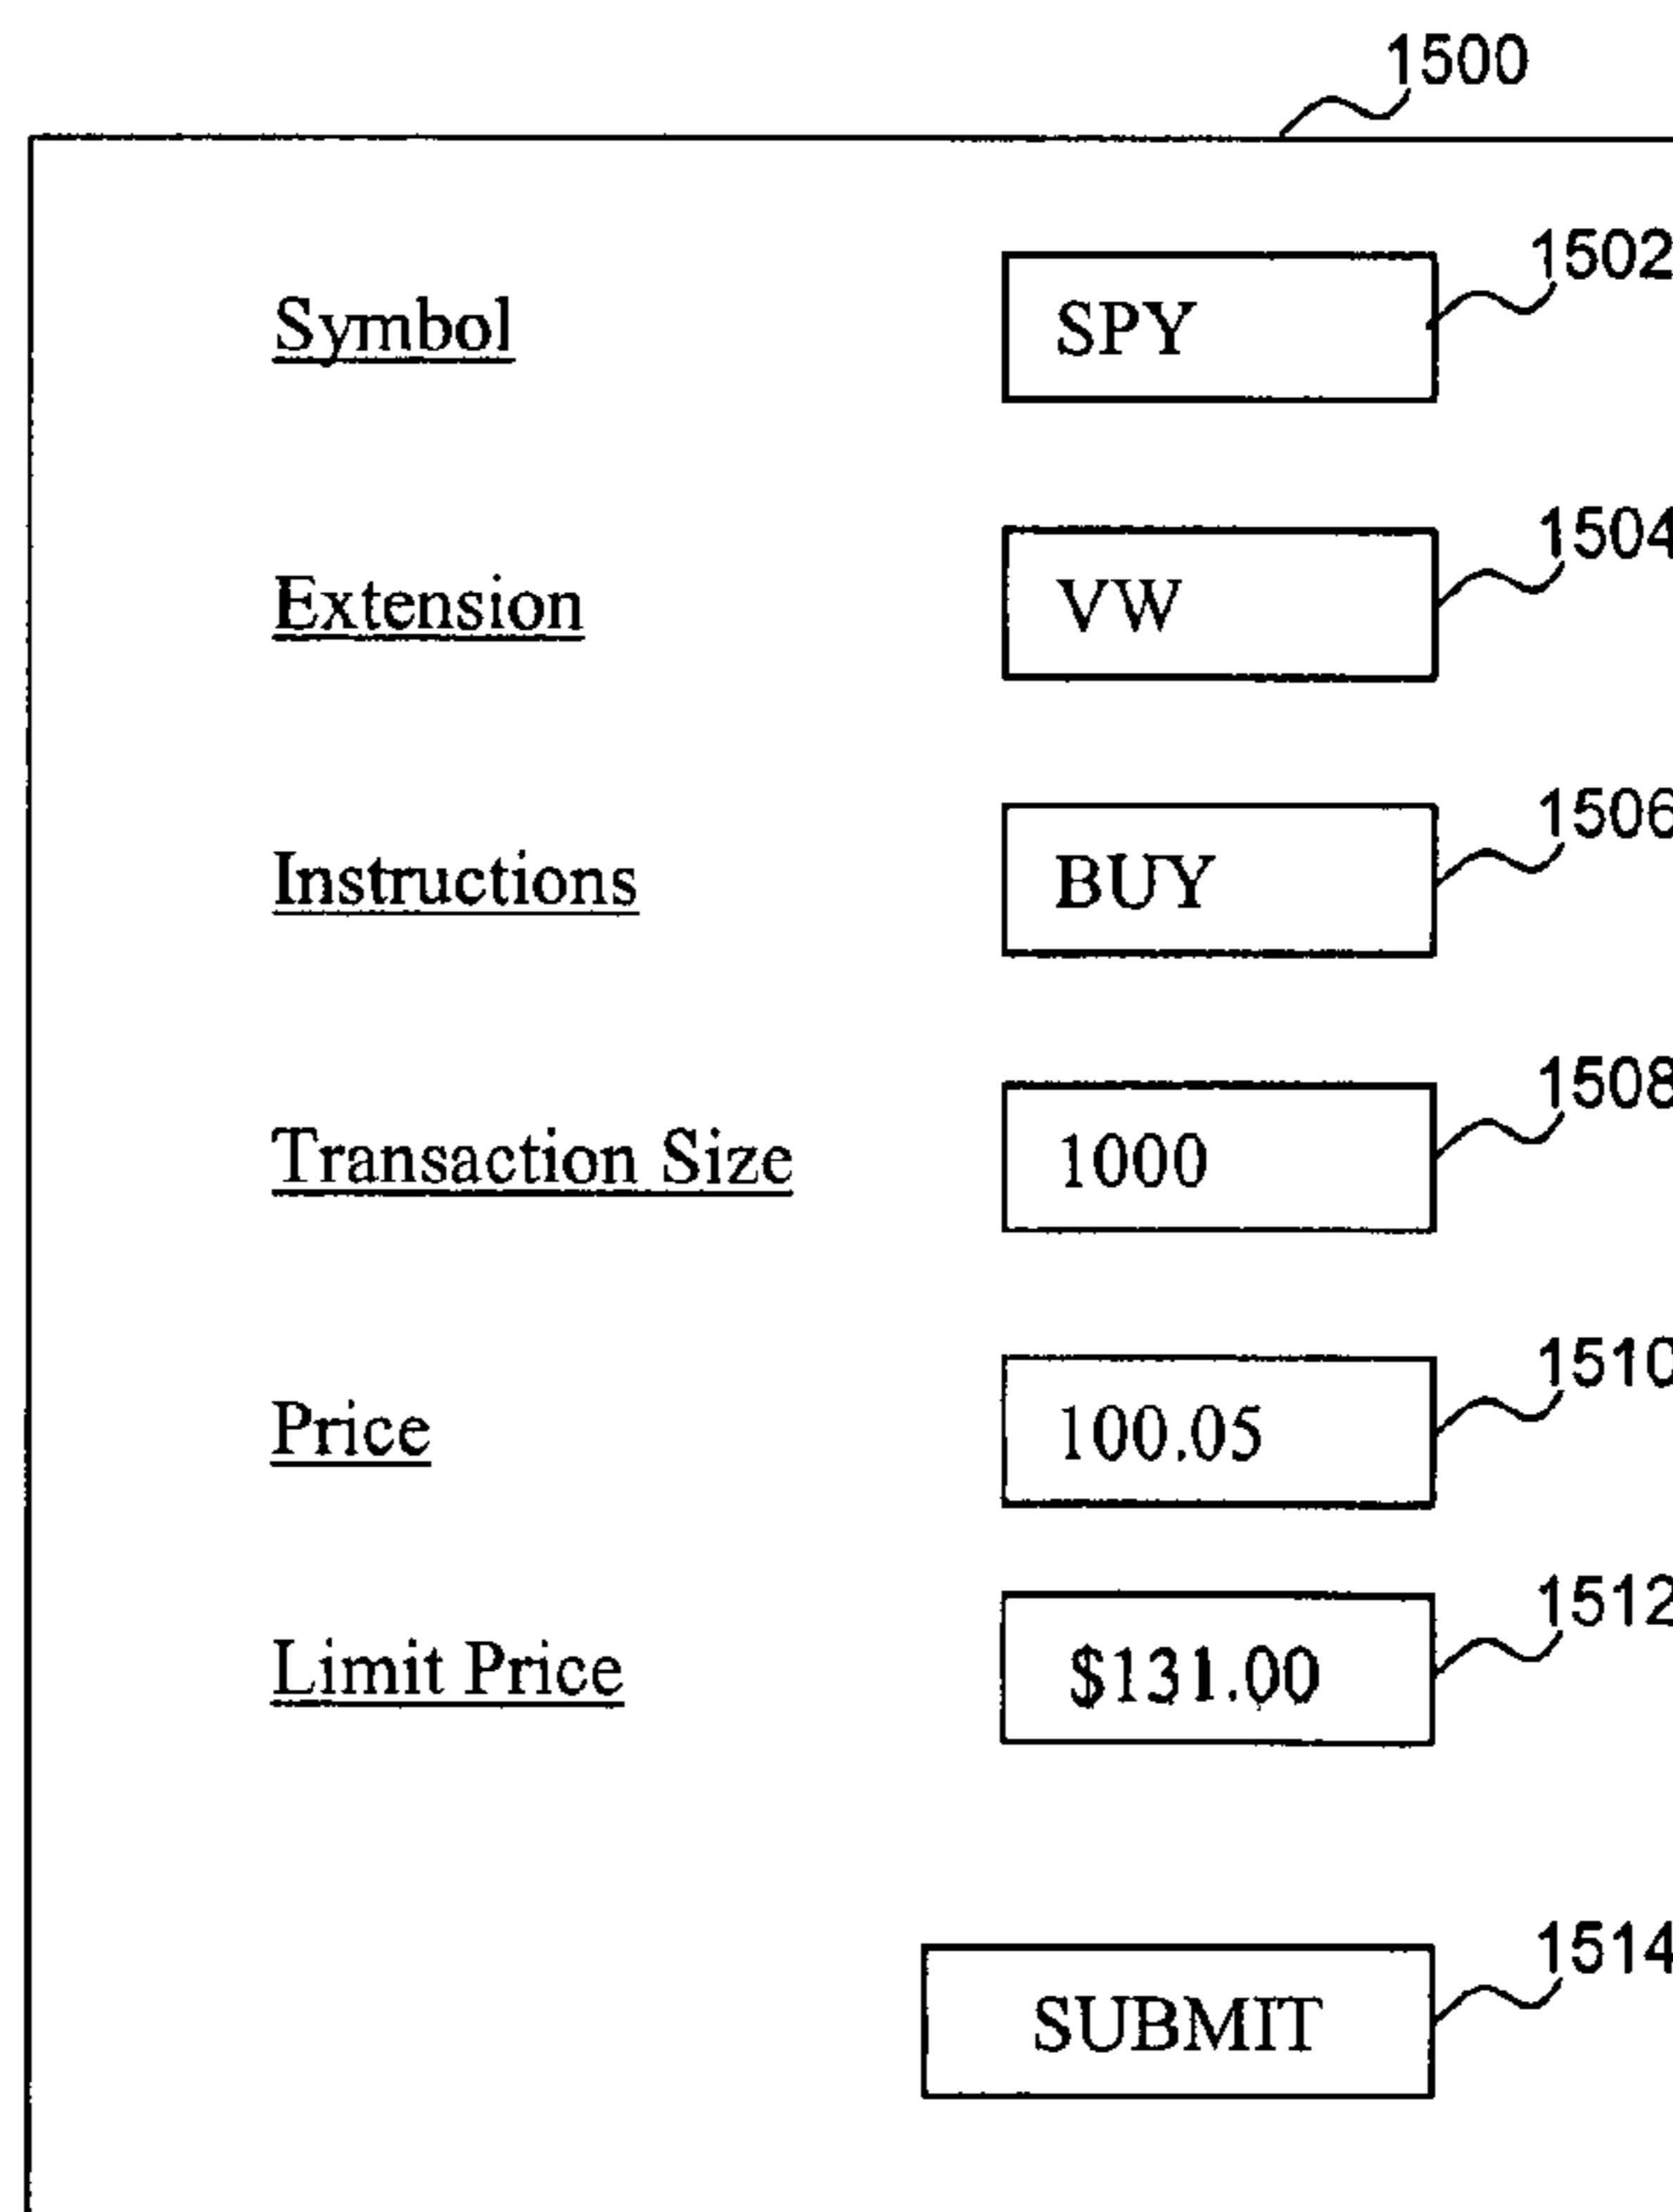 1500
Symbol SPY 1502
Extension VW 1504
Instructions BUY 1506
Transaction Size 1000 1508
Price 100.05 1510
Limit Price $131.00 1512
SUBMIT 1514